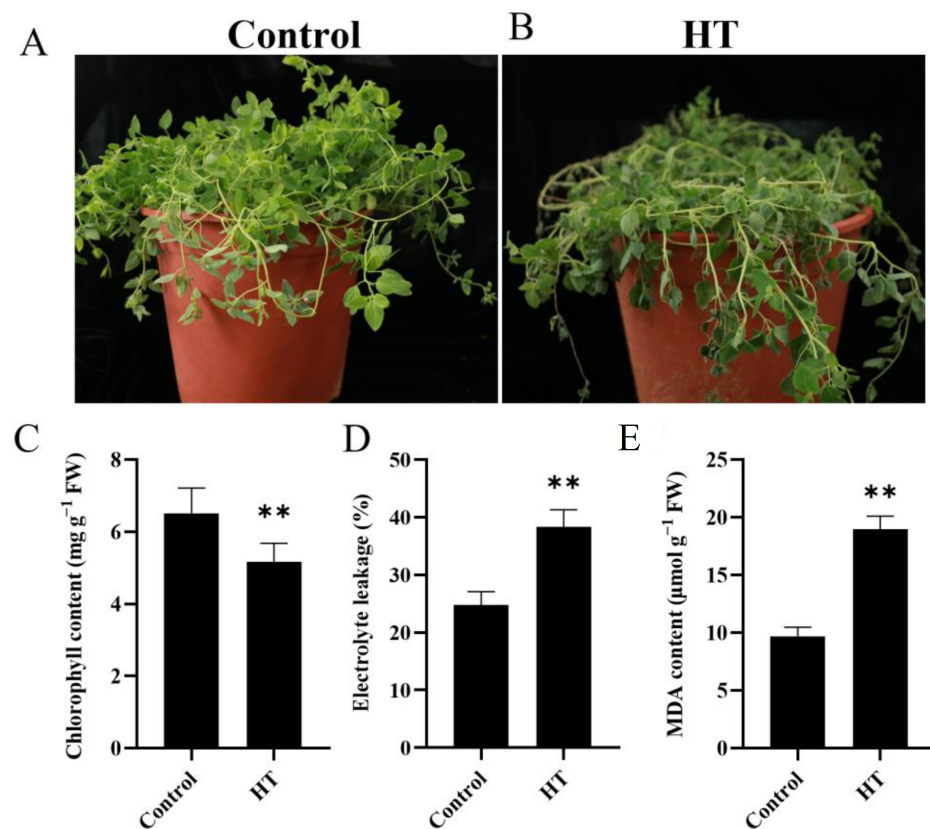 A
Control
B
HT
C
Chlorophyll content (mg g⁻¹ FW)
8
6
4
2
0
**
Control
HT
D
Electrolyte leakage (%)
50
40
30
20
10
0
**
Control
HT
E
MDA content (μmol g⁻¹ FW)
25
20
15
10
5
0
**
Control
HT